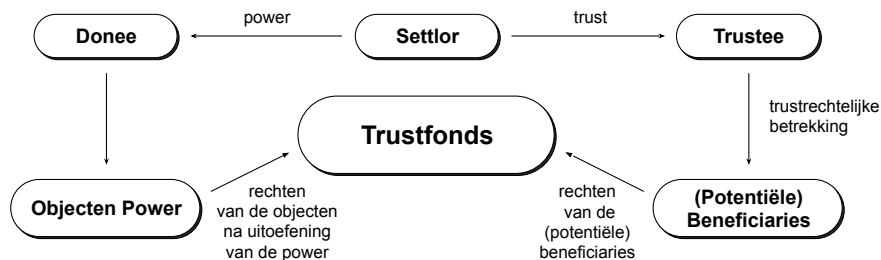 power
trust
Donee
Settlor
Trustee
trustrechtelijke
betrekking
Trustfonds
Objecten Power
rechten
van de objecten
na uitoefening
van de power
rechten
van de
(potentiële)
beneficiaries
(Potentiële)
Beneficiaries